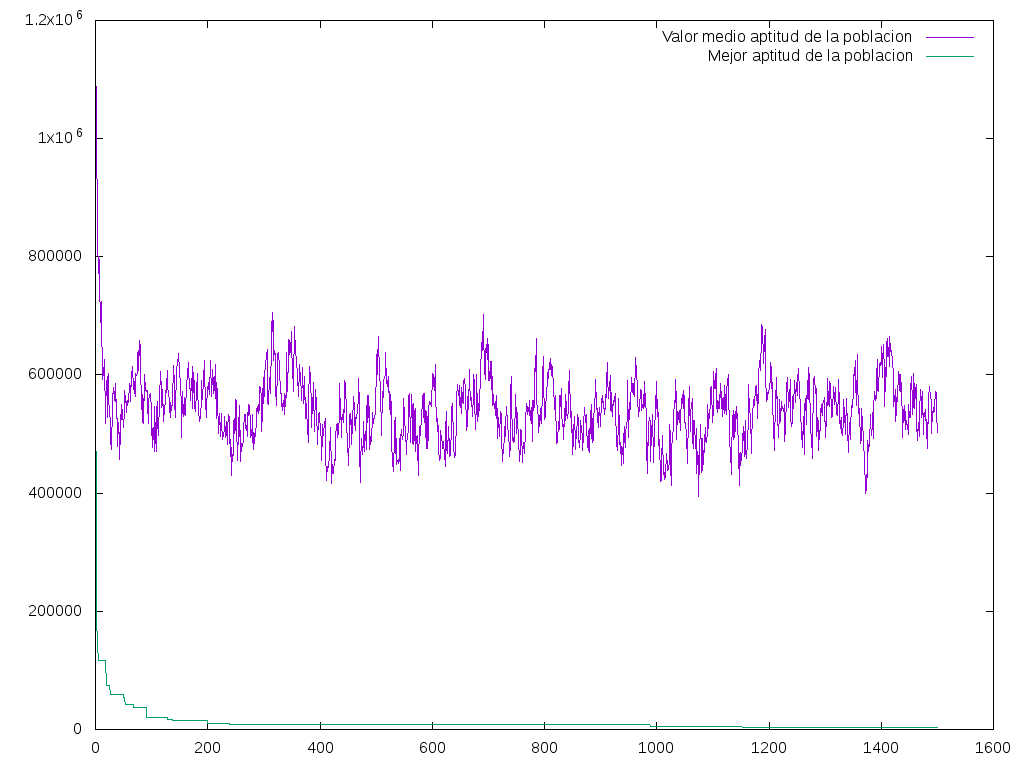 1.2x10 6
Valor medio aptitud de la poblacion
Mejor aptitud de la poblacion
1x10 6
800000
600000
400000
200000
0
0 200 400 600 800 1000 1200 1400 1600